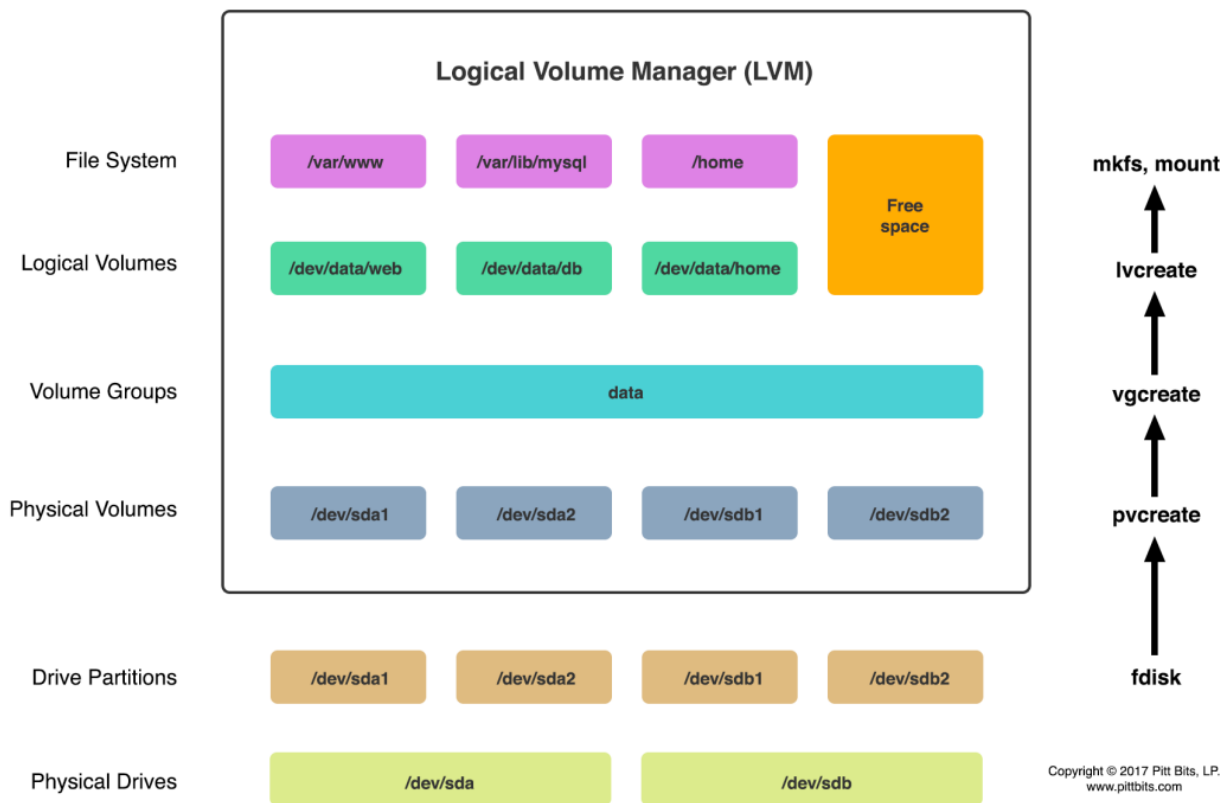 Logical Volume Manager (LVM)
File System
/var/www
/var/lib/mysql
/home
Free
space
mkfs, mount
Logical Volumes
/dev/data/web
/dev/data/db
/dev/data/home
lvcreate
Volume Groups
data
vgcreate
Physical Volumes
/dev/sda1
/dev/sda2
/dev/sdb1
/dev/sdb2
pvcreate
Drive Partitions
/dev/sda1
/dev/sda2
/dev/sdb1
/dev/sdb2
fdisk
Physical Drives
/dev/sda
/dev/sdb
Copyright © 2017 Pitt Bits, LP.
www.pittbits.com